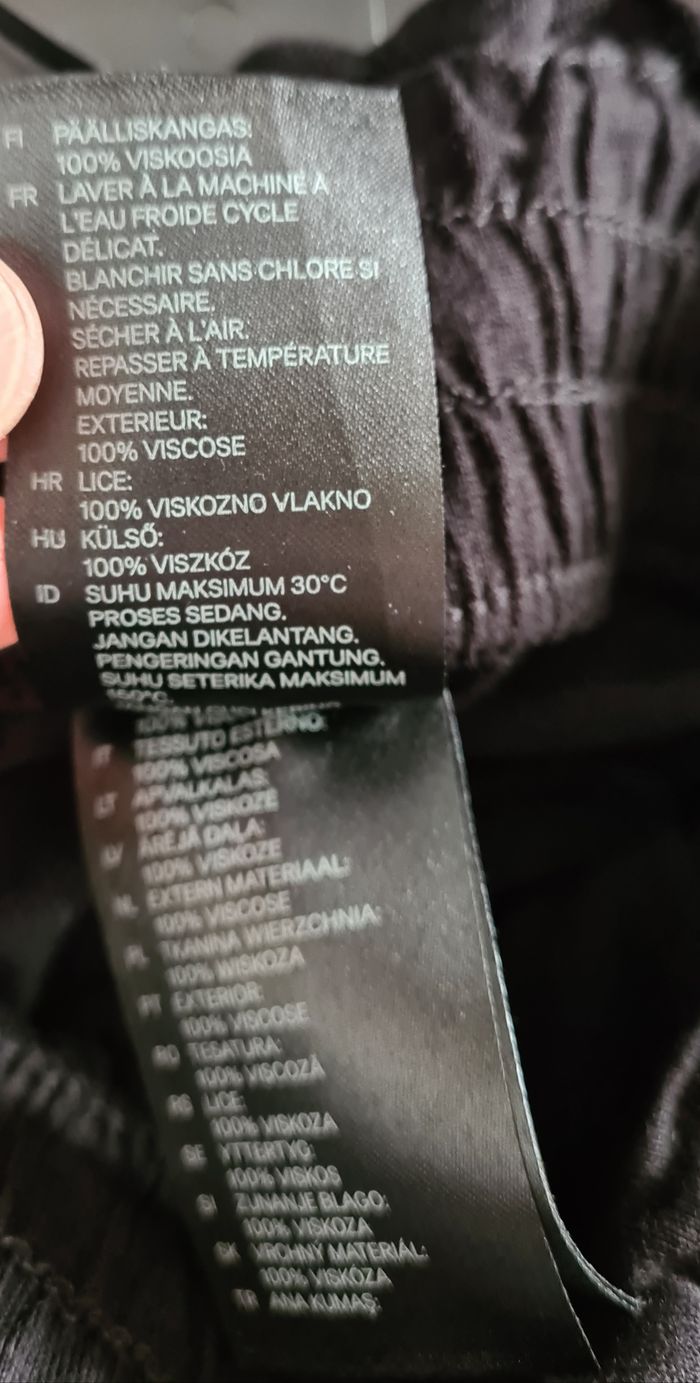 FI PÄÄLLISKANGAS:
100% VISKOOSIA
FR LAVER À LA MACHINE À
L'EAU FROIDE CYCLE
DÉLICAT.
BLANCHIR SANS CHLORE SI
NÉCESSAIRE.
SÉCHER À L'AIR.
REPASSER À TEMPÉRATURE
MOYENNE.
EXTERIEUR:
100% VISCOSE
HR LICE:
100% VISKOZNO VLAKNO
HU KÜLSŐ:
100% VISZKÓZ
ID SUHU MAKSIMUM 30°C
PROSES SEDANG.
JANGAN DIKELANTANG.
PENGERINGAN GANTUNG.
SUHU SETERIKA MAKSIMUM
TESSUTO ESTERNO:
100% VISCOSA
LT APVALKALAS:
100% VISKOZĖ
LV ĀRĒJĀ DAĻA:
100% VISKOZE
NL EXTERN MATERIAAL:
100% VISCOSE
PL TKANINA WIERZCHNIA:
100% WISKOZA
PT EXTERIOR:
100% VISCOSE
RO ȚESĂTURA:
100% VISCOZĂ
RS LICE:
100% VISKOZA
SE YTTERTYG:
100% VISKOS
SI ZUNANJE BLAGO:
100% VISKOZA
SK VRCHNÝ MATERIÁL:
100% VISKÓZA
TR ANA KUMAŞ: